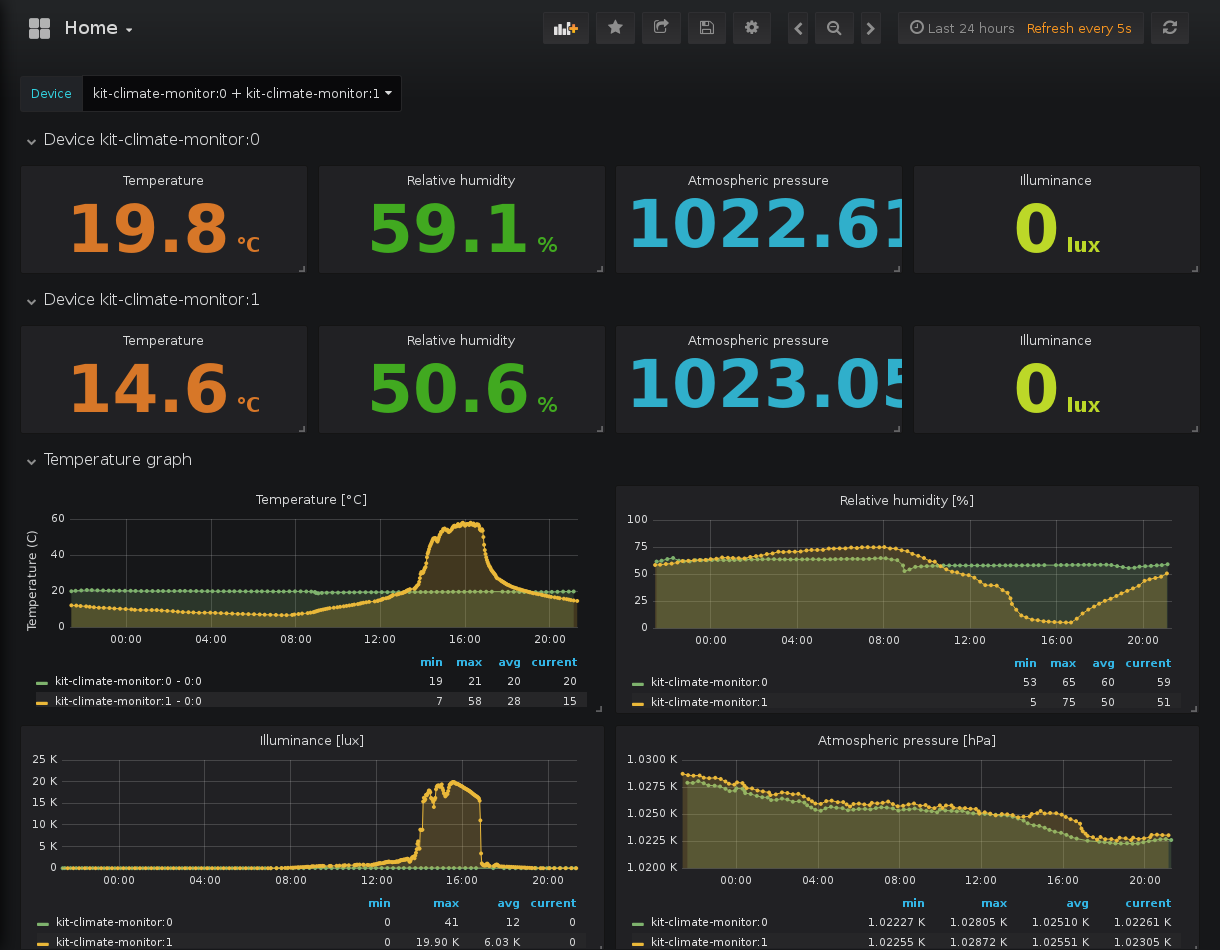 Home
Last 24 hours Refresh every 5s
Device kit-climate-monitor:0 + kit-climate-monitor:1
Device kit-climate-monitor:0
Temperature Relative humidity Atmospheric pressure Illuminance
19.8 °C 59.1 % 1022.61 0 lux
Device kit-climate-monitor:1
Temperature Relative humidity Atmospheric pressure Illuminance
14.6 °C 50.6 % 1023.05 0 lux
Temperature graph
Temperature [°C]
Temperature (C)
60
40
20
0
00:00 04:00 08:00 12:00 16:00 20:00
min max avg current
kit-climate-monitor:0 - 0:0 19 21 20 20
kit-climate-monitor:1 - 0:0 7 58 28 15
Relative humidity [%]
100
75
50
25
0
00:00 04:00 08:00 12:00 16:00 20:00
min max avg current
kit-climate-monitor:0 53 65 60 59
kit-climate-monitor:1 5 75 50 51
Illuminance [lux]
25 K
20 K
15 K
10 K
5 K
0
00:00 04:00 08:00 12:00 16:00 20:00
min max avg current
kit-climate-monitor:0 0 41 12 0
kit-climate-monitor:1 0 19.90 K 6.03 K 0
Atmospheric pressure [hPa]
1.0300 K
1.0275 K
1.0250 K
1.0225 K
1.0200 K
00:00 04:00 08:00 12:00 16:00 20:00
min max avg current
kit-climate-monitor:0 1.02227 K 1.02805 K 1.02510 K 1.02261 K
kit-climate-monitor:1 1.02255 K 1.02872 K 1.02551 K 1.02305 K